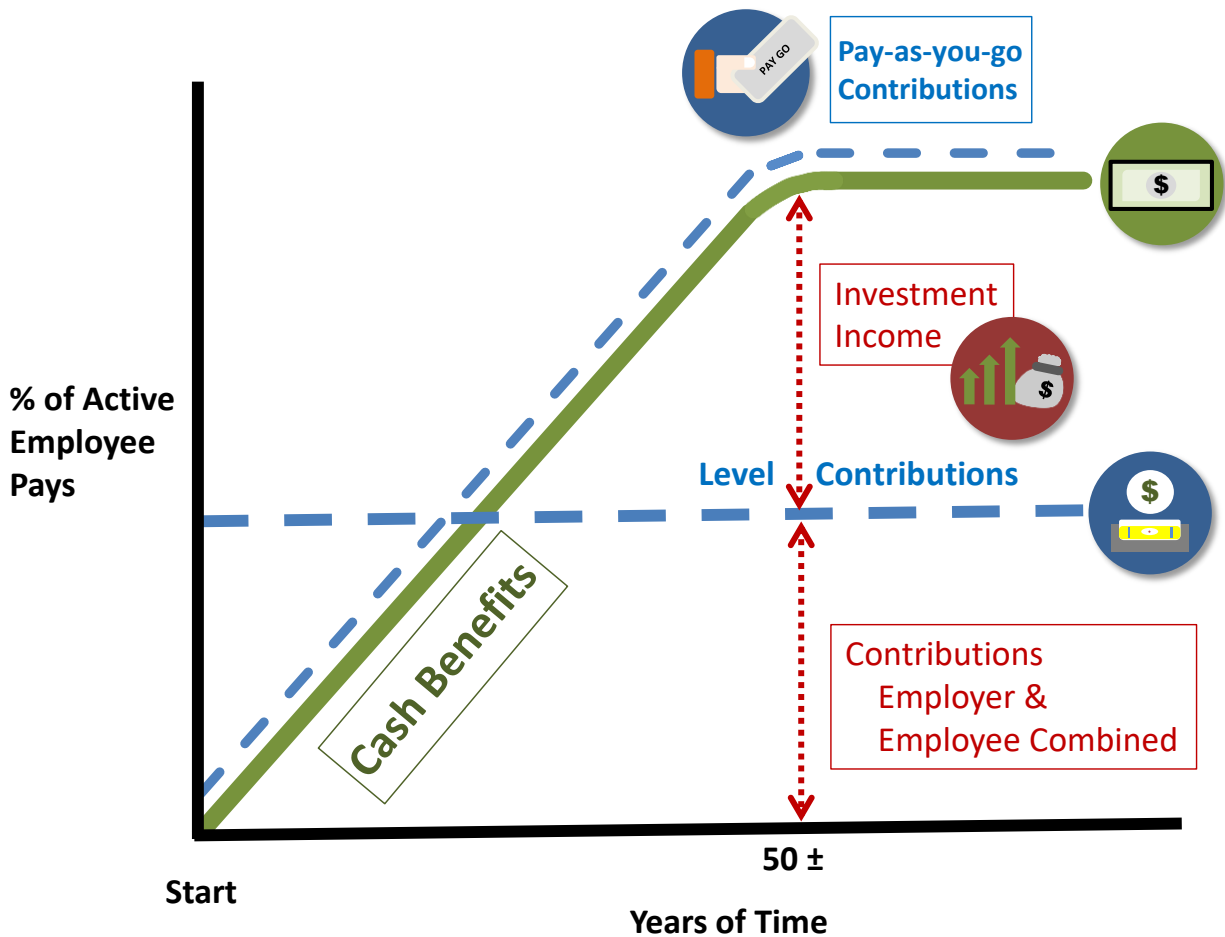 PAY GO
Pay-as-you-go
Contributions
$
Investment
Income
$
% of Active
Employee
Pays
Level Contributions
$
Cash Benefits
Contributions
Employer &
Employee Combined
50 ±
Start
Years of Time